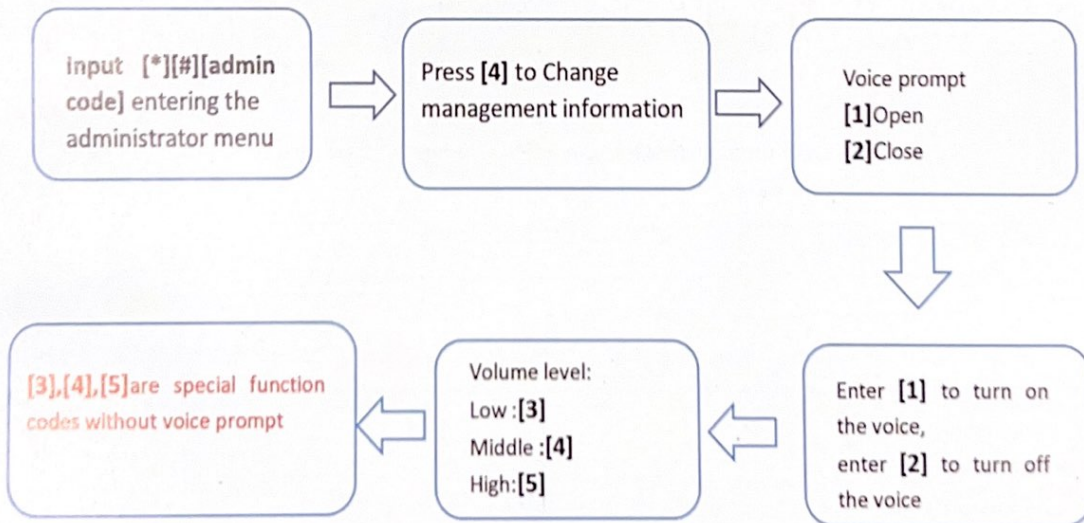 input [*][#][admin
code] entering the
administrator menu
Press [4] to Change
management information
Voice prompt
[1]Open
[2]Close
Enter [1] to turn on
the voice,
enter [2] to turn off
the voice
Volume level:
Low :[3]
Middle :[4]
High:[5]
[3],[4],[5]are special function
codes without voice prompt